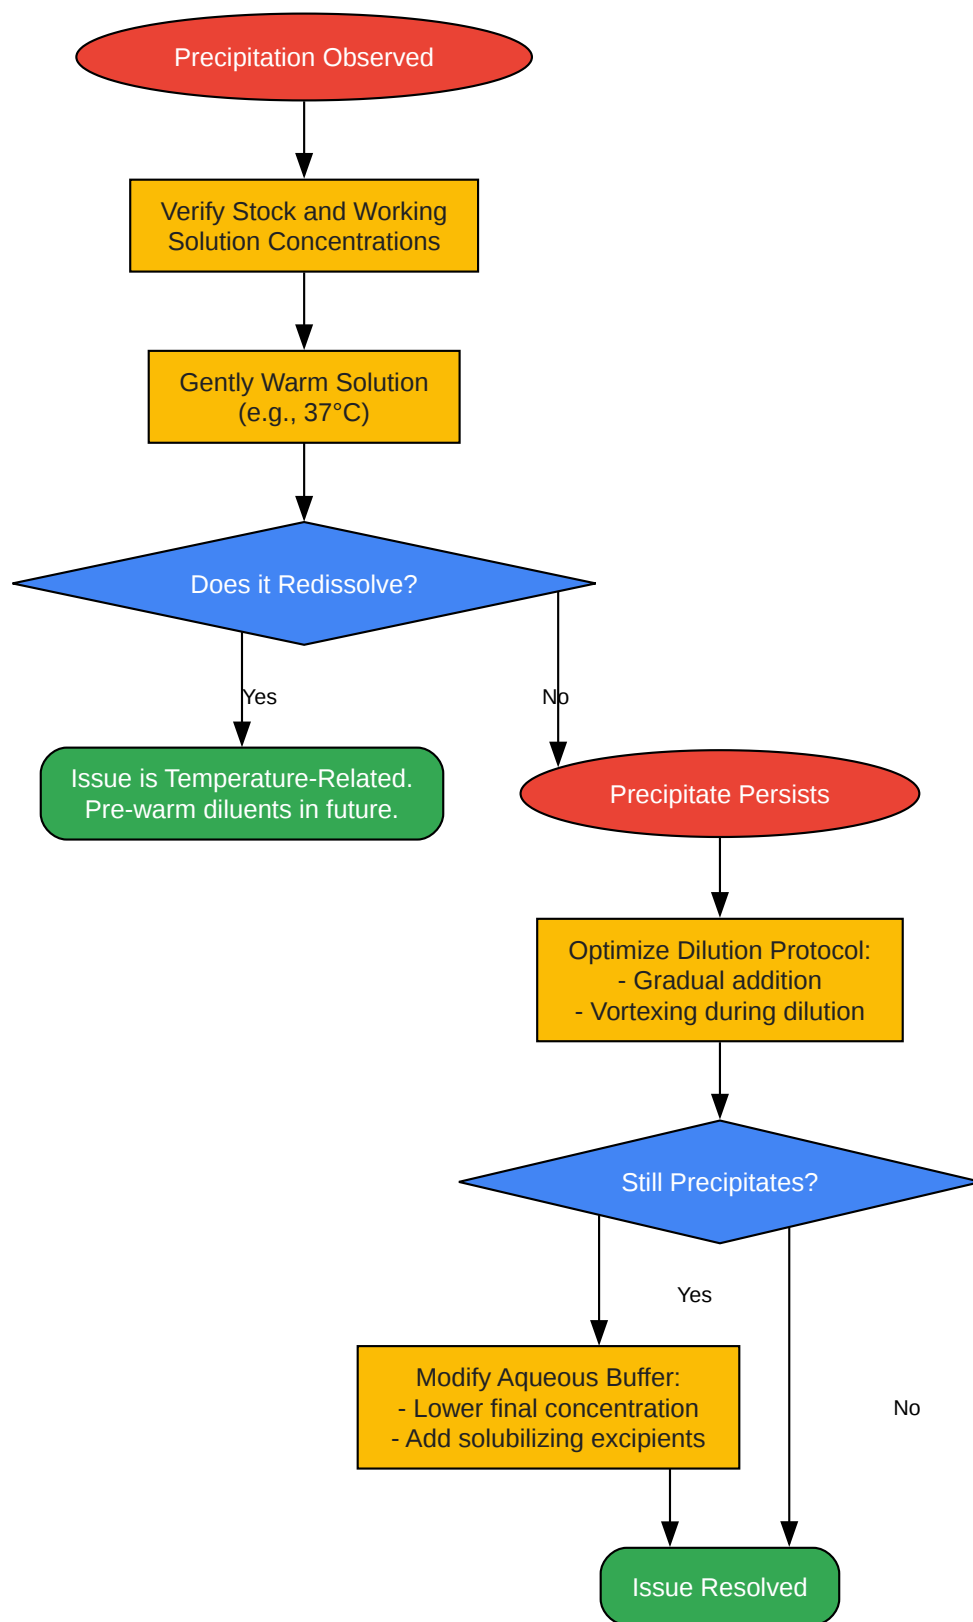 Precipitation Observed
Verify Stock and Working
Solution Concentrations
Gently Warm Solution
(e.g., 37°C)
Does it Redissolve?
Yes
No
Issue is Temperature-Related.
Pre-warm diluents in future.
Precipitate Persists
Optimize Dilution Protocol:
- Gradual addition
- Vortexing during dilution
Still Precipitates?
Yes
Modify Aqueous Buffer:
- Lower final concentration
- Add solubilizing excipients
No
Issue Resolved